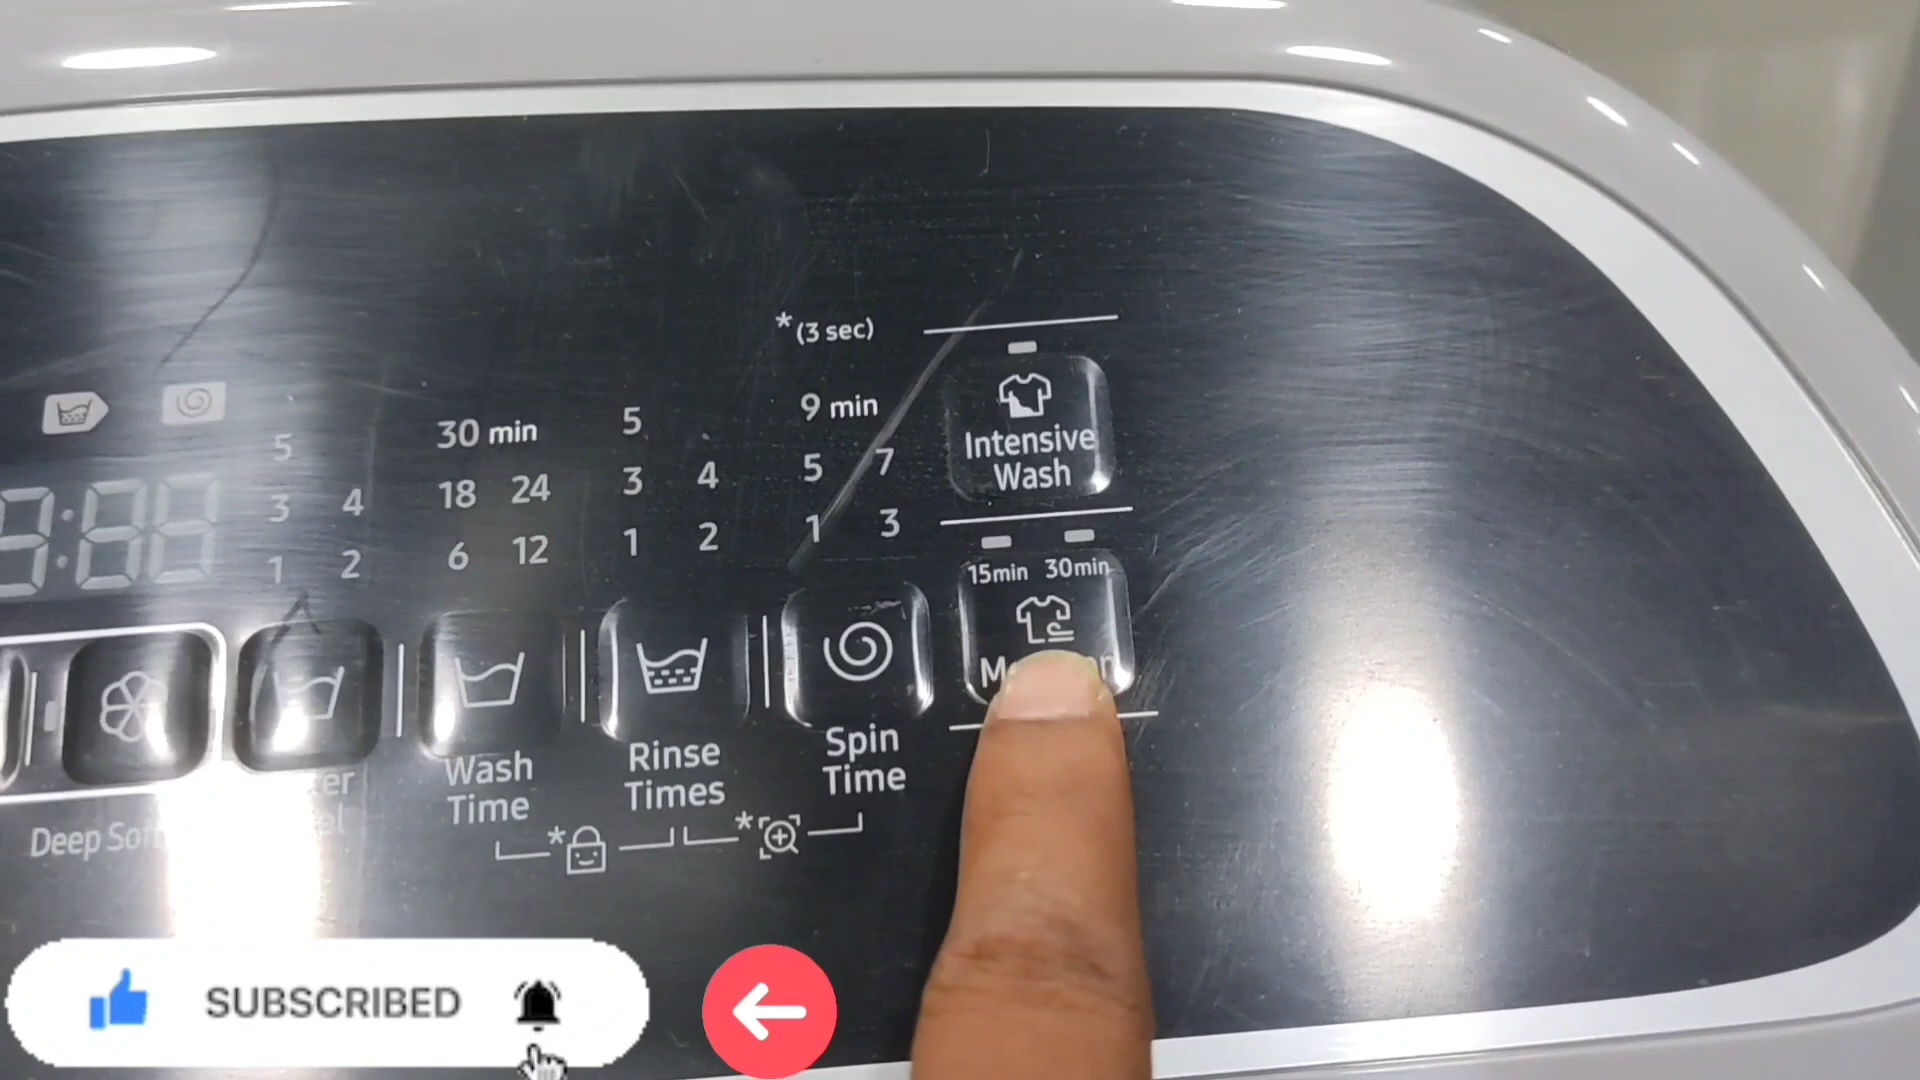 * (3 sec)
5
30 min
5
9 min
3 4
18 24
3 4
5 7
1 2
6 12
1 2
1 3
Intensive
Wash
15min 30min
Wash
Time
Rinse
Times
Spin
Time
*
*
Deep
SUBSCRIBED